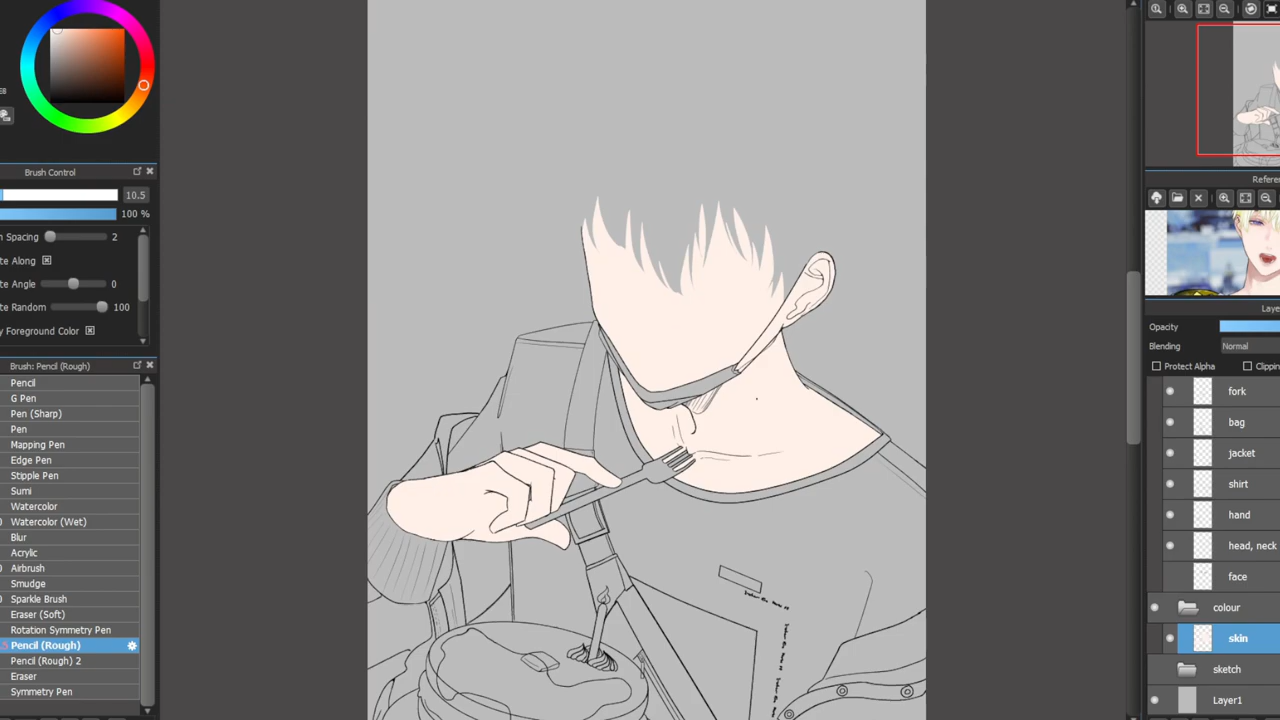 Brush Control
10.5
100 %
Spacing
2
Along
Angle
0
Random
100
Foreground Color
Brush: Pencil (Rough)
Pencil
G Pen
Pen (Sharp)
Pen
Mapping Pen
Edge Pen
Stipple Pen
Sumi
Watercolor
Watercolor (Wet)
Blur
Acrylic
Airbrush
Smudge
Sparkle Brush
Eraser (Soft)
Rotation Symmetry Pen
Pencil (Rough)
Pencil (Rough) 2
Eraser
Symmetry Pen
Refere
Laye
Opacity
Blending
Normal
Protect Alpha
Clippin
fork
bag
jacket
shirt
hand
head, neck
face
colour
skin
sketch
Layer1